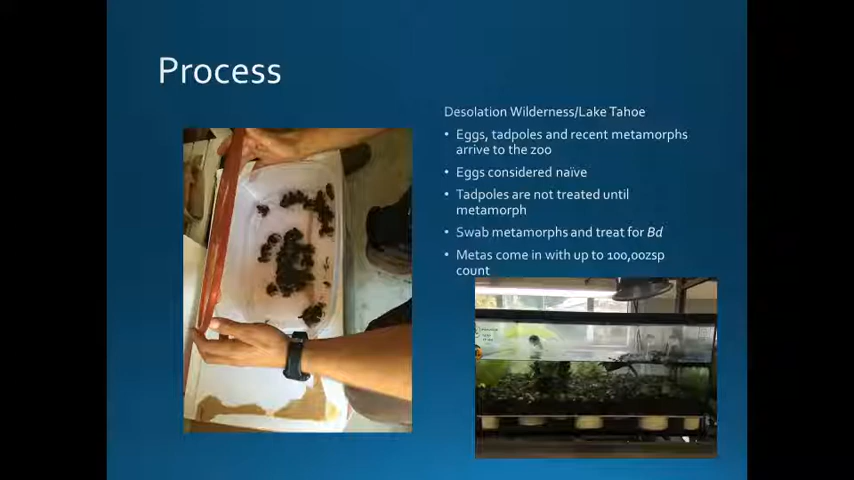 Process
Desolation Wilderness/Lake Tahoe
• Eggs, tadpoles and recent metamorphs
arrive to the zoo
• Eggs considered naïve
• Tadpoles are not treated until
metamorph
• Swab metamorphs and treat for Bd
• Metas come in with up to 100,00zsp
count